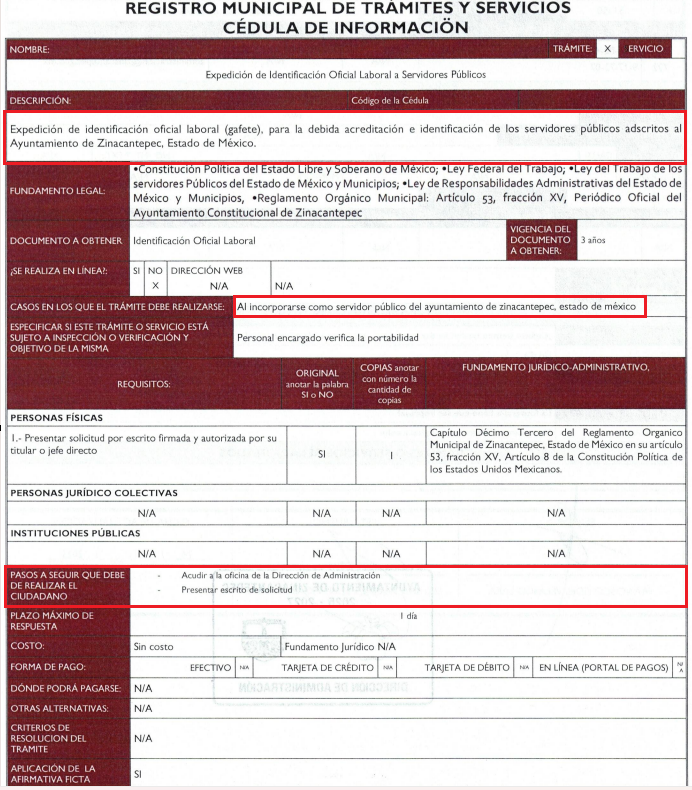 REGISTRO MUNICIPAL DE TRÁMITES Y SERVICIOS
CÉDULA DE INFORMACIÖN
NOMBRE: TRÁMITE: X ERVICIO
Expedición de Identificación Oficial Laboral a Servidores Públicos
DESCRIPCIÓN: Código de la Cédula
Expedición de identificación oficial laboral (gafete), para la debida acreditación e identificación de los servidores públicos adscritos al
Ayuntamiento de Zinacantepec, Estado de México.
FUNDAMENTO LEGAL:
•Constitución Política del Estado Libre y Soberano de México; •Ley Federal del Trabajo; •Ley del Trabajo de los
servidores Públicos del Estado de México y Municipios; •Ley de Responsabilidades Administrativas del Estado de
México y Municipios, •Reglamento Orgánico Municipal: Artículo 53, fracción XV, Periódico Oficial del
Ayuntamiento Constitucional de Zinacantepec
DOCUMENTO A OBTENER Identificación Oficial Laboral
VIGENCIA DEL
DOCUMENTO
A OBTENER:
3 años
¿SE REALIZA EN LÍNEA?: SI NO DIRECCIÓN WEB
X N/A N/A
CASOS EN LOS QUE EL TRÁMITE DEBE REALIZARSE: Al incorporarse como servidor público del ayuntamiento de zinacantepec, estado de méxico
ESPECIFICAR SI ESTE TRÁMITE O SERVICIO ESTÁ
SUJETO A INSPECCIÓN O VERIFICACIÓN Y
OBJETIVO DE LA MISMA
Personal encargado verifica la portabilidad
REQUISITOS:
ORIGINAL
anotar la palabra
SI o NO
COPIAS anotar
con número la
cantidad de
copias
FUNDAMENTO JURÍDICO-ADMINISTRATIVO,
PERSONAS FÍSICAS
1.- Presentar solicitud por escrito firmada y autorizada por su
titular o jefe directo
SI
1
Capítulo Décimo Tercero del Reglamento Organico
Municipal de Zinacantepec, Estado de México en su artículo
53, fracción XV, Artículo 8 de la Constitución Política de
los Estados Unidos Mexicanos.
PERSONAS JURÍDICO COLECTIVAS
N/A N/A N/A N/A
INSTITUCIONES PÚBLICAS
N/A N/A N/A N/A
PASOS A SEGUIR QUE DEBE
DE REALIZAR EL
CIUDADANO
- Acudir a la oficina de la Dirección de Administración
- Presentar escrito de solicitud
PLAZO MÁXIMO DE
RESPUESTA
1 día
COSTO: Sin costo Fundamento Jurídico N/A
FORMA DE PAGO: EFECTIVO N/A TARJETA DE CRÉDITO N/A TARJETA DE DÉBITO N/A EN LÍNEA (PORTAL DE PAGOS) N/A
DÓNDE PODRÁ PAGARSE: N/A
OTRAS ALTERNATIVAS: N/A
CRITERIOS DE
RESOLUCION DEL
TRAMITE
N/A
APLICACIÓN DE LA
AFIRMATIVA FICTA
SI